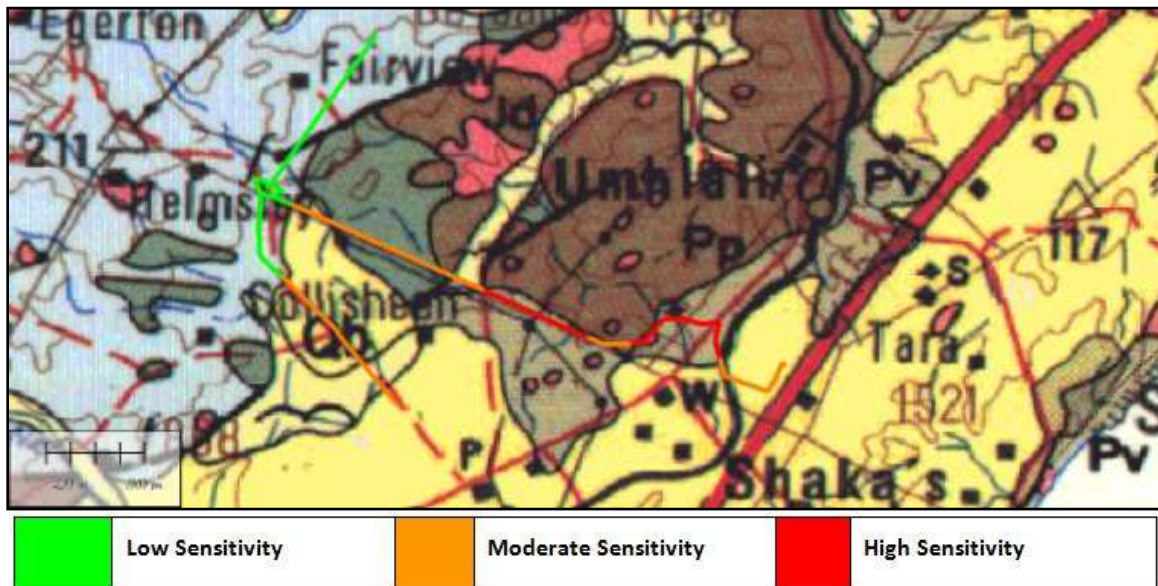 Egerton
Fairview
Jd
211
Umhlali
Pv
Helmsley
Pp
117
S
Collisheen
Qb
Tara
1521
W
P
Shaka's
Pv
Low Sensitivity
Moderate Sensitivity
High Sensitivity